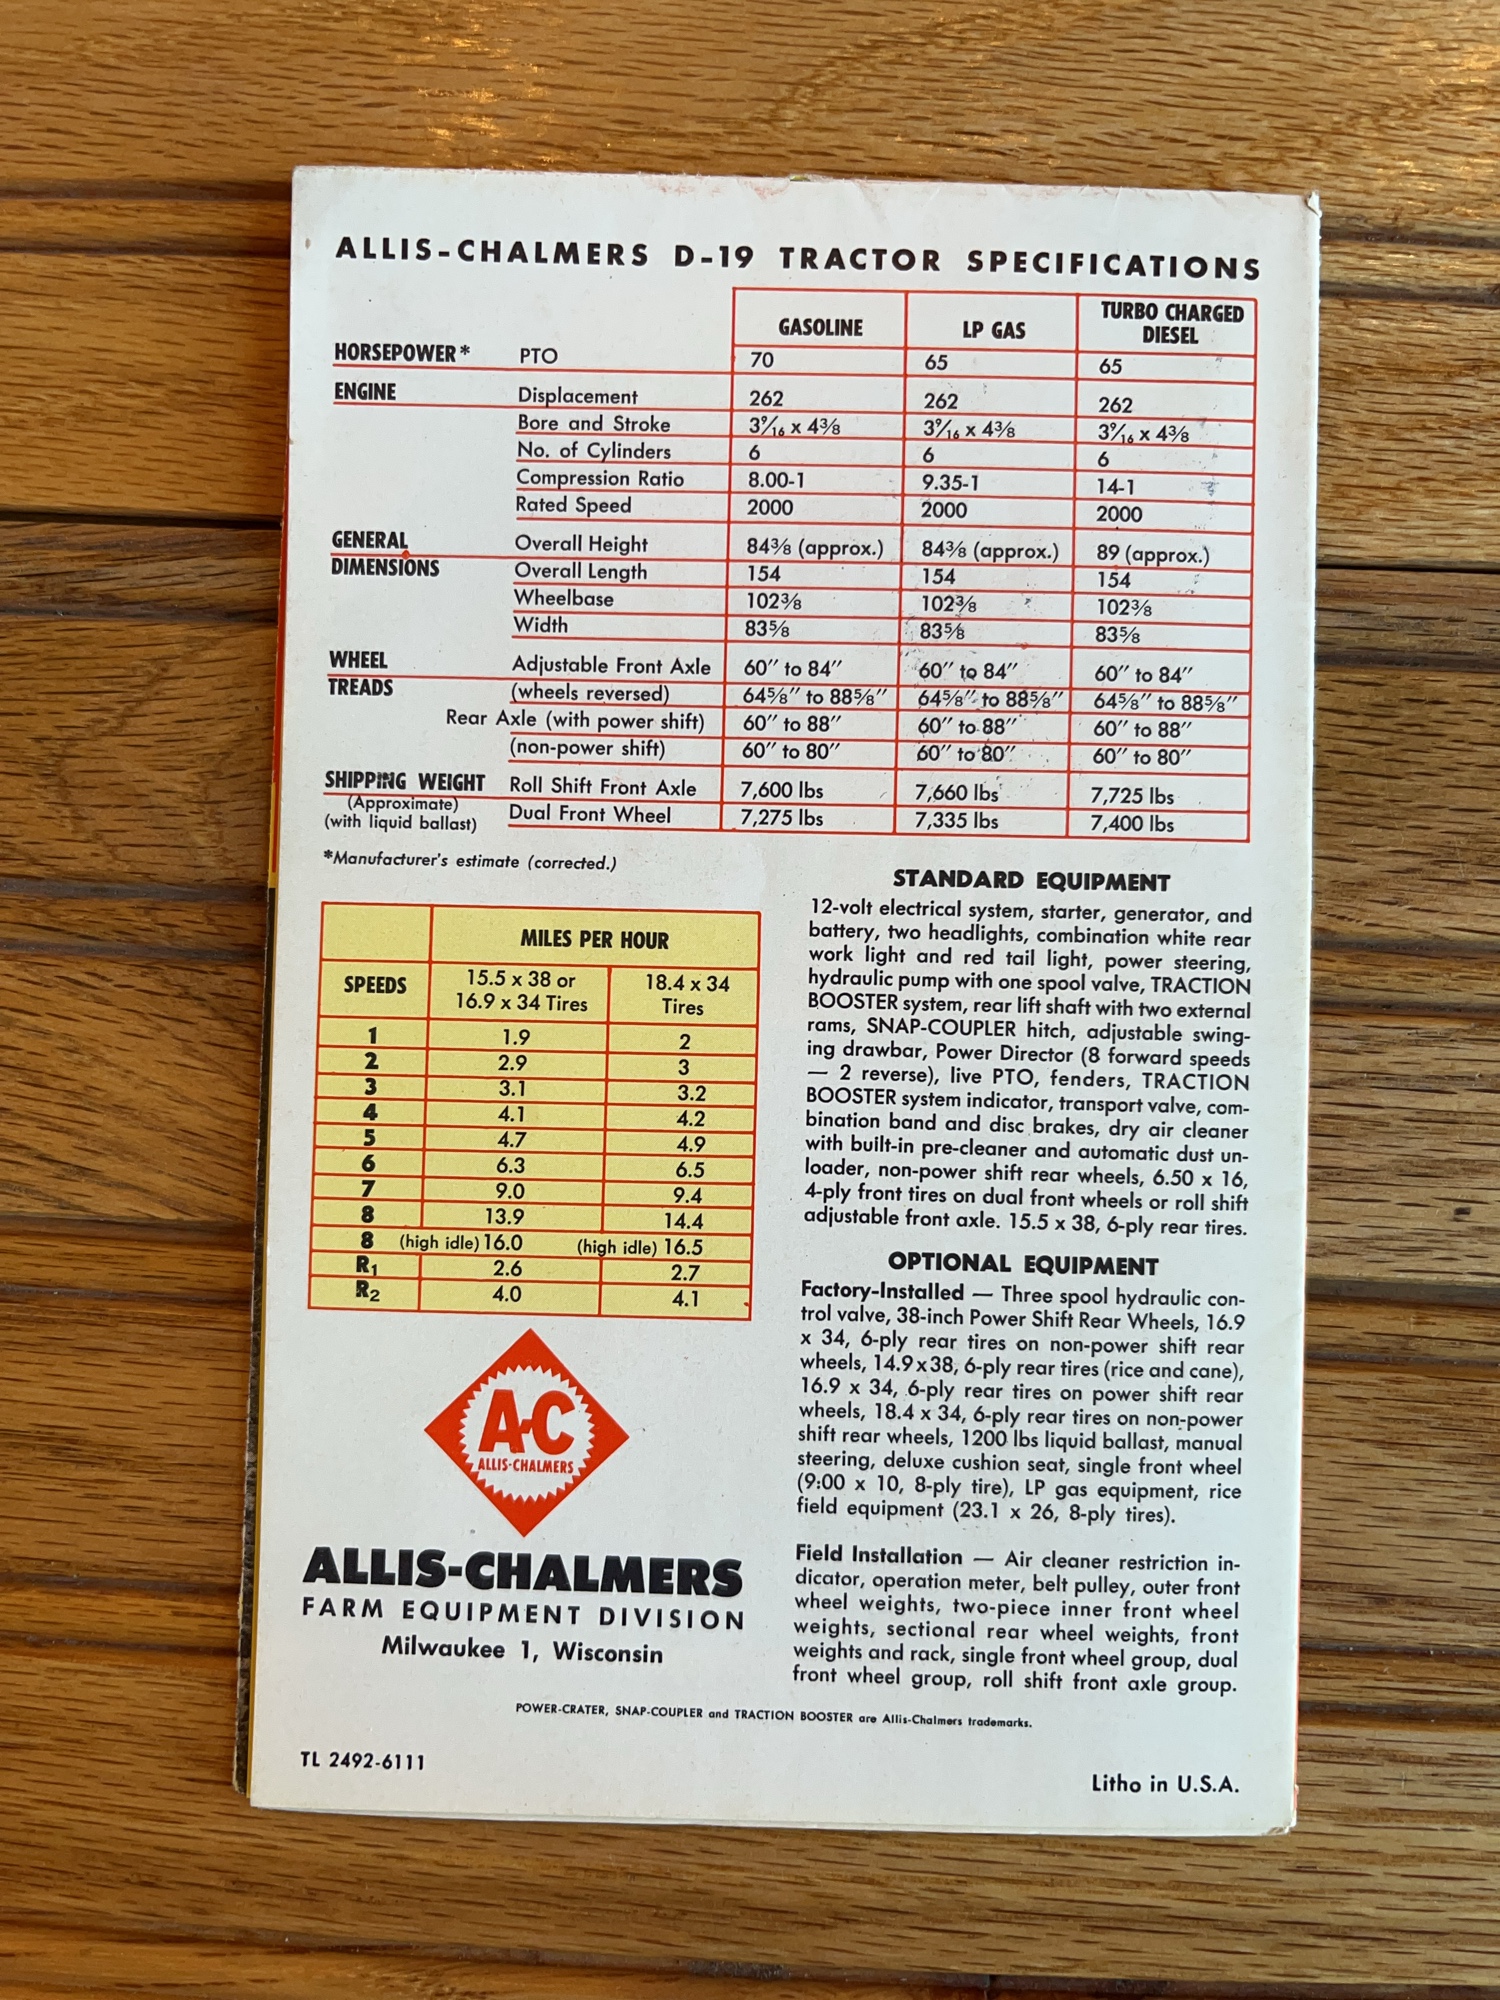 ALLIS-CHALMERS D-19 TRACTOR SPECIFICATIONS
GASOLINE LP GAS TURBO CHARGED DIESEL
HORSEPOWER* PTO 70 65 65
ENGINE Displacement 262 262 262
Bore and Stroke 3⁹⁄₁₆ x 4⅜ 3⁹⁄₁₆ x 4⅜ 3⁹⁄₁₆ x 4⅜
No. of Cylinders 6 6 6
Compression Ratio 8.00-1 9.35-1 14-1
Rated Speed 2000 2000 2000
GENERAL Overall Height 84⅜ (approx.) 84⅜ (approx.) 89 (approx.)
DIMENSIONS Overall Length 154 154 154
Wheelbase 102⅜ 102⅜ 102⅜
Width 83⅝ 83⅝ 83⅝
WHEEL Adjustable Front Axle 60″ to 84″ 60″ to 84″ 60″ to 84″
TREADS (wheels reversed) 64⅝″ to 88⅝″ 64⅝″ to 88⅝″ 64⅝″ to 88⅝″
Rear Axle (with power shift) 60″ to 88″ 60″ to 88″ 60″ to 88″
(non-power shift) 60″ to 80″ 60″ to 80″ 60″ to 80″
SHIPPING WEIGHT Roll Shift Front Axle 7,600 lbs 7,660 lbs 7,725 lbs
(Approximate)
(with liquid ballast) Dual Front Wheel 7,275 lbs 7,335 lbs 7,400 lbs
*Manufacturer's estimate (corrected.)
MILES PER HOUR
SPEEDS 15.5 x 38 or 16.9 x 34 Tires 18.4 x 34 Tires
1 1.9 2
2 2.9 3
3 3.1 3.2
4 4.1 4.2
5 4.7 4.9
6 6.3 6.5
7 9.0 9.4
8 13.9 14.4
8 (high idle) 16.0 (high idle) 16.5
R₁ 2.6 2.7
R₂ 4.0 4.1
A-C
ALLIS-CHALMERS
ALLIS-CHALMERS
FARM EQUIPMENT DIVISION
Milwaukee 1, Wisconsin
STANDARD EQUIPMENT
12-volt electrical system, starter, generator, and
battery, two headlights, combination white rear
work light and red tail light, power steering,
hydraulic pump with one spool valve, TRACTION
BOOSTER system, rear lift shaft with two external
rams, SNAP-COUPLER hitch, adjustable swing-
ing drawbar, Power Director (8 forward speeds
— 2 reverse), live PTO, fenders, TRACTION
BOOSTER system indicator, transport valve, com-
bination band and disc brakes, dry air cleaner
with built-in pre-cleaner and automatic dust un-
loader, non-power shift rear wheels, 6.50 x 16,
4-ply front tires on dual front wheels or roll shift
adjustable front axle. 15.5 x 38, 6-ply rear tires.
OPTIONAL EQUIPMENT
Factory-Installed — Three spool hydraulic con-
trol valve, 38-inch Power Shift Rear Wheels, 16.9
x 34, 6-ply rear tires on non-power shift rear
wheels, 14.9 x 38, 6-ply rear tires (rice and cane),
16.9 x 34, 6-ply rear tires on power shift rear
wheels, 18.4 x 34, 6-ply rear tires on non-power
shift rear wheels, 1200 lbs liquid ballast, manual
steering, deluxe cushion seat, single front wheel
(9:00 x 10, 8-ply tire), LP gas equipment, rice
field equipment (23.1 x 26, 8-ply tires).
Field Installation — Air cleaner restriction in-
dicator, operation meter, belt pulley, outer front
wheel weights, two-piece inner front wheel
weights, sectional rear wheel weights, front
weights and rack, single front wheel group, dual
front wheel group, roll shift front axle group.
POWER-CRATER, SNAP-COUPLER and TRACTION BOOSTER are Allis-Chalmers trademarks.
TL 2492-6111
Litho in U.S.A.